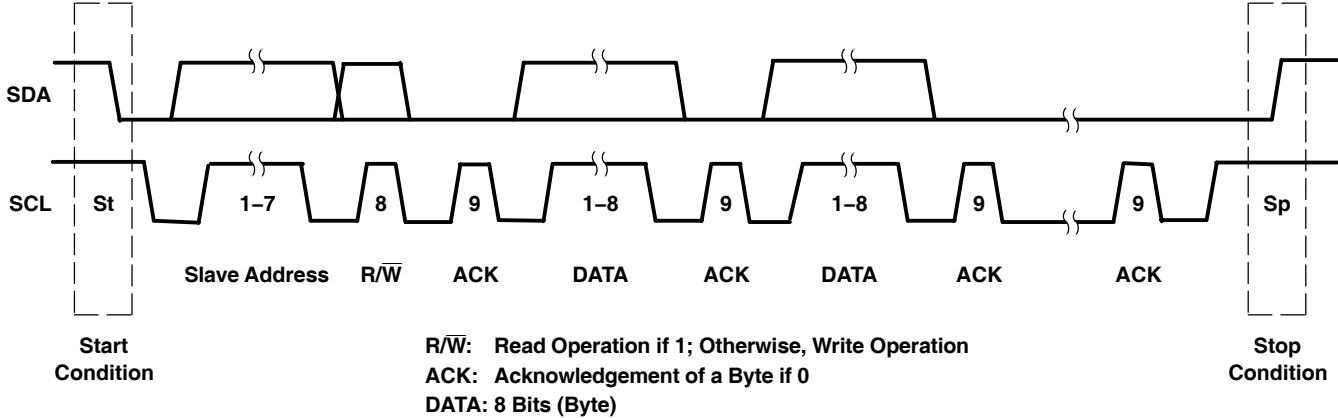 SDA
SCL St 1–7 8 9 1–8 9 1–8 9 9 Sp
Slave Address R/W̅ ACK DATA ACK DATA ACK ACK
Start
Condition
R/W̅: Read Operation if 1; Otherwise, Write Operation
ACK: Acknowledgement of a Byte if 0
DATA: 8 Bits (Byte)
Stop
Condition